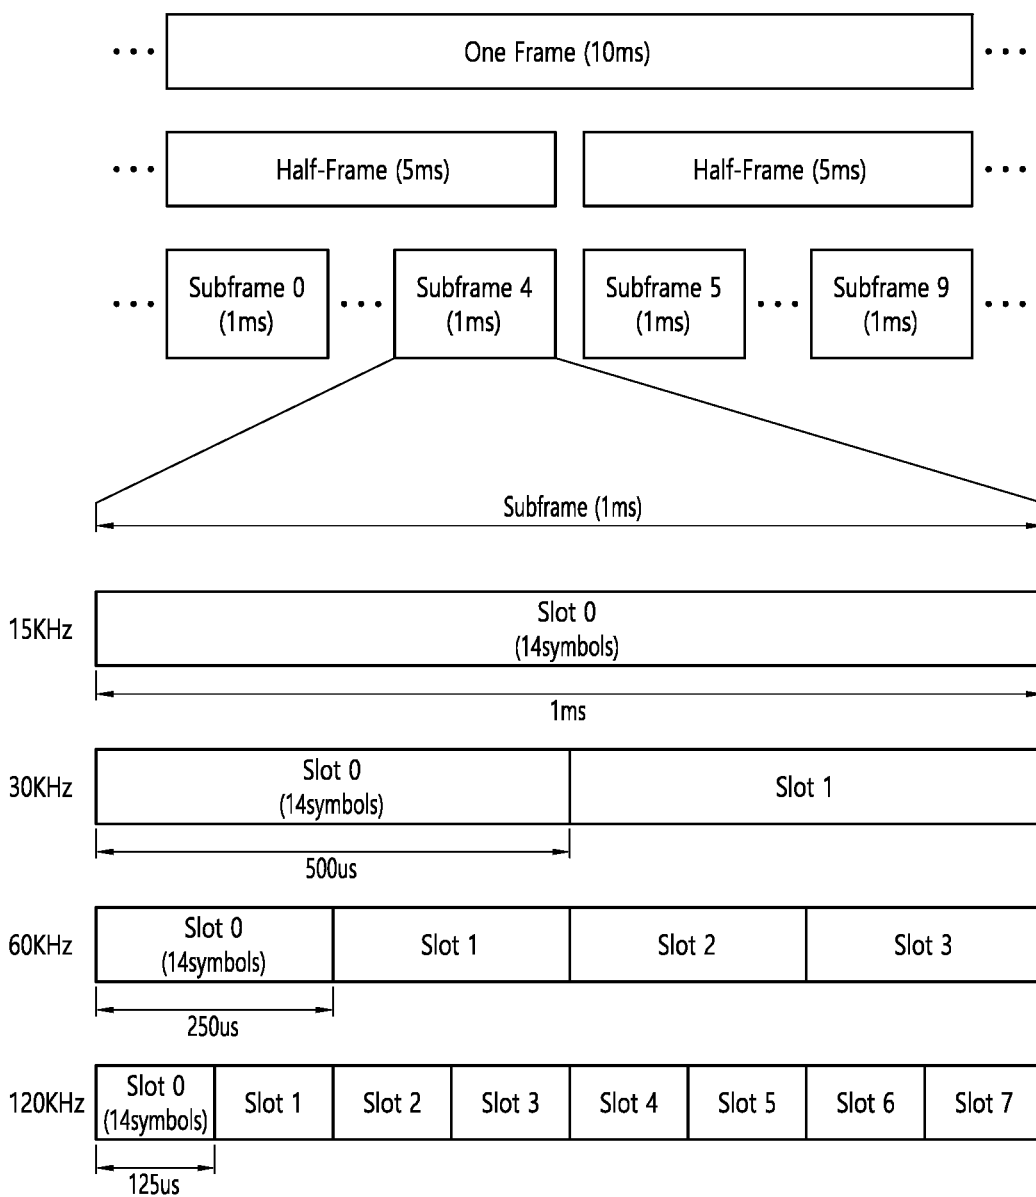 ... One Frame (10ms) ...
... Half-Frame (5ms) Half-Frame (5ms) ...
... Subframe 0 ... Subframe 4 Subframe 5 ... Subframe 9 ...
(1ms) (1ms) (1ms) (1ms)
Subframe (1ms)
15KHz Slot 0
(14symbols)
1ms
30KHz Slot 0 Slot 1
(14symbols)
500us
60KHz Slot 0 Slot 1 Slot 2 Slot 3
(14symbols)
250us
120KHz Slot 0 Slot 1 Slot 2 Slot 3 Slot 4 Slot 5 Slot 6 Slot 7
(14symbols)
125us